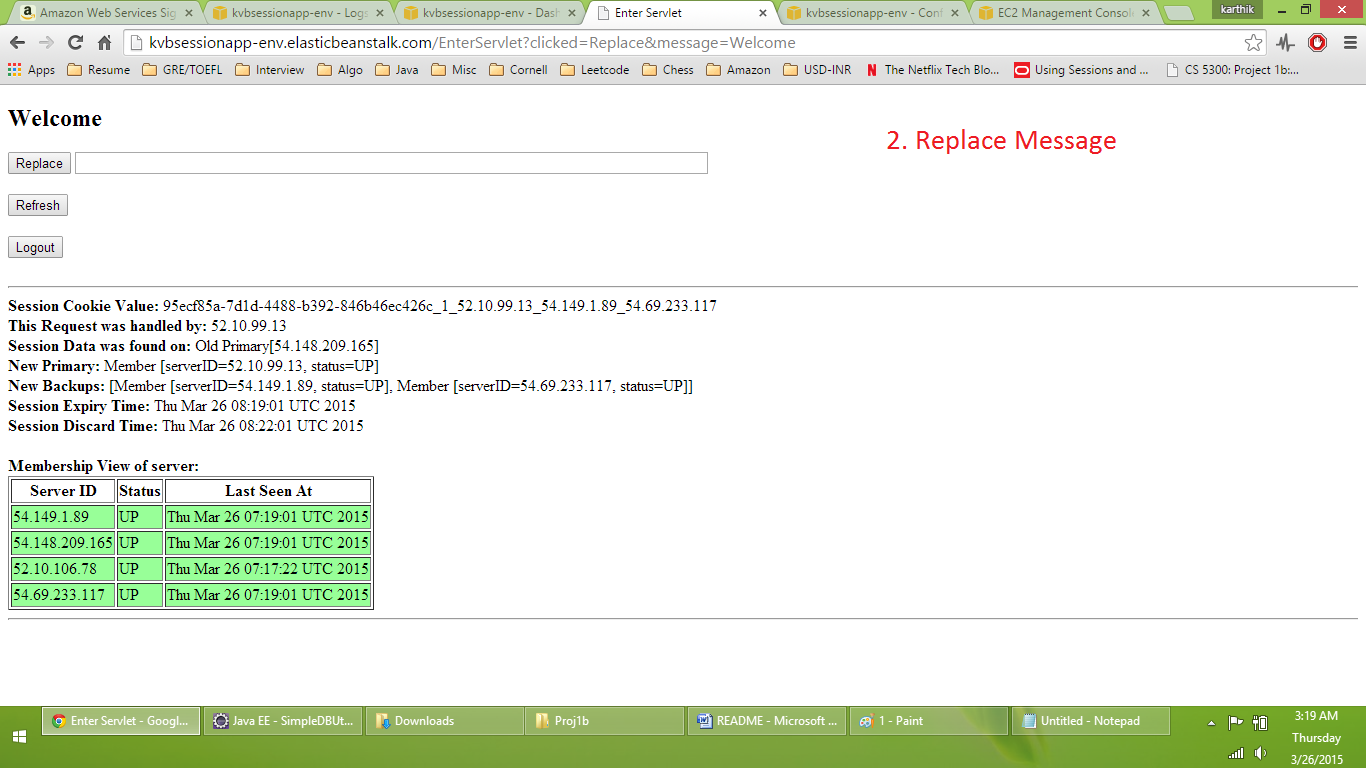 Amazon Web Services Sig
kvbsessionapp-env - Logs
kvbsessionapp-env - Dash
Enter Servlet
kvbsessionapp-env - Conf
EC2 Management Console
karthik
kvbsessionapp-env.elasticbeanstalk.com/EnterServlet?clicked=Replace&message=Welcome
Apps Resume GRE/TOEFL Interview Algo Java Misc Cornell Leetcode Chess Amazon USD-INR The Netflix Tech Blo... Using Sessions and ... CS 5300: Project 1b:...
Welcome
2. Replace Message
Replace
Refresh
Logout
Session Cookie Value: 95ecf85a-7d1d-4488-b392-846b46ec426c_1_52.10.99.13_54.149.1.89_54.69.233.117
This Request was handled by: 52.10.99.13
Session Data was found on: Old Primary[54.148.209.165]
New Primary: Member [serverID=52.10.99.13, status=UP]
New Backups: [Member [serverID=54.149.1.89, status=UP], Member [serverID=54.69.233.117, status=UP]]
Session Expiry Time: Thu Mar 26 08:19:01 UTC 2015
Session Discard Time: Thu Mar 26 08:22:01 UTC 2015
Membership View of server:
Server ID Status Last Seen At
54.149.1.89 UP Thu Mar 26 07:19:01 UTC 2015
54.148.209.165 UP Thu Mar 26 07:19:01 UTC 2015
52.10.106.78 UP Thu Mar 26 07:17:22 UTC 2015
54.69.233.117 UP Thu Mar 26 07:19:01 UTC 2015
Enter Servlet - Googl...
Java EE - SimpleDBUt...
Downloads
Proj1b
README - Microsoft ...
1 - Paint
Untitled - Notepad
3:19 AM
Thursday
3/26/2015